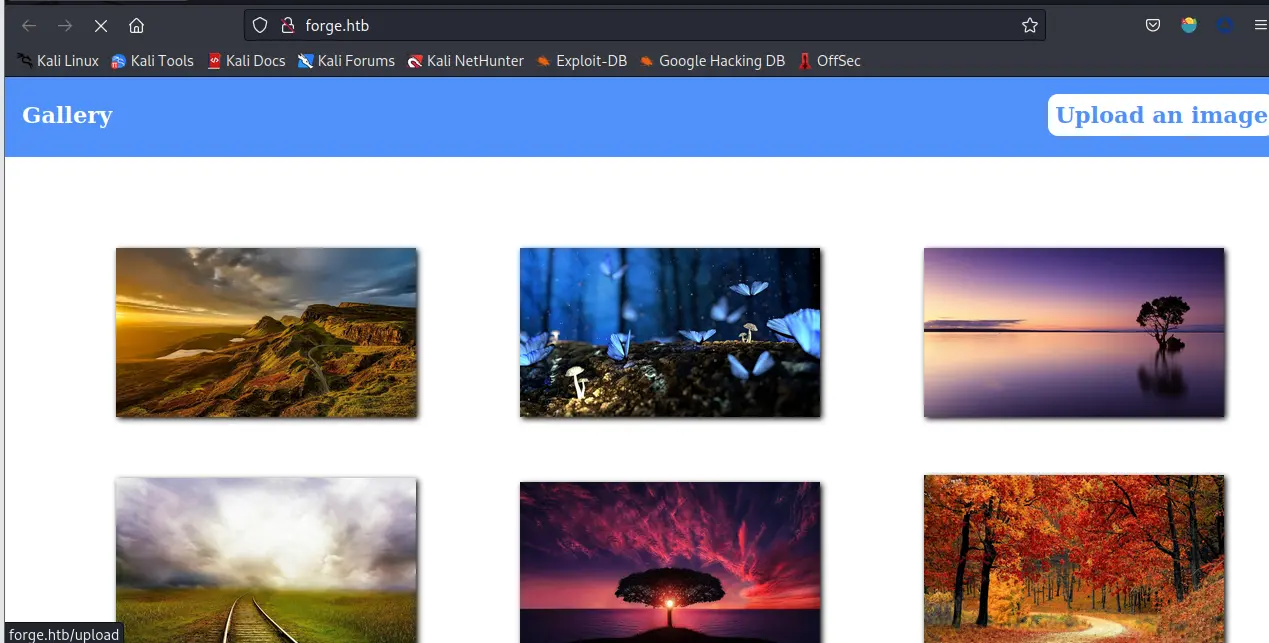 forge.htb
Kali Linux Kali Tools Kali Docs Kali Forums Kali NetHunter Exploit-DB Google Hacking DB OffSec
Gallery Upload an image
forge.htb/upload